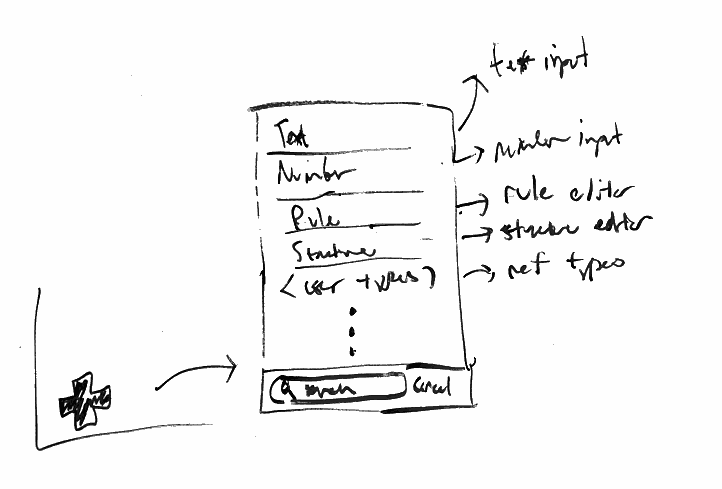 text input
Text
number input
Number
rule editor
Rule
structure editor
Structure
ref types
<user types>
search
Cancel